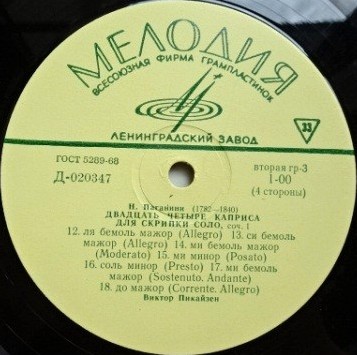 МЕЛОДИЯ
ВСЕСОЮЗНАЯ ФИРМА ГРАМПЛАСТИНОК
ЛЕНИНГРАДСКИЙ ЗАВОД
33
ГОСТ 5289-68
Д-020347
вторая гр-3
1-00
(4 стороны)
Н. Паганини (1782-1840)
ДВАДЦАТЬ ЧЕТЫРЕ КАПРИСА
ДЛЯ СКРИПКИ СОЛО, соч. 1
12. ля бемоль мажор (Allegro) 13. си бемоль
мажор (Allegro) 14. ми бемоль мажор
(Moderato) 15. ми минор (Posato)
16. соль минор (Presto) 17. ми бемоль
мажор (Sostenuto. Andante)
18. до мажор (Corrente. Allegro)
Виктор Пикайзен